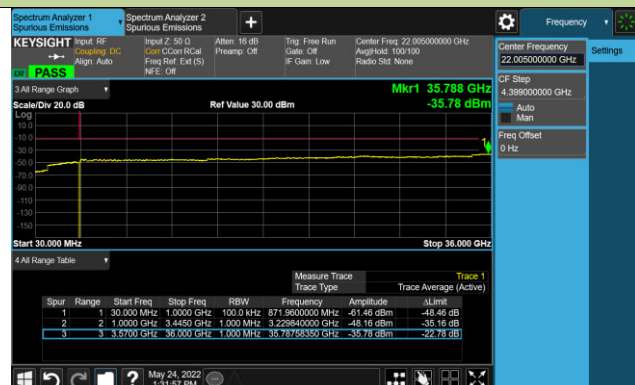 Spectrum Analyzer 1
Spurious Emissions
Spectrum Analyzer 2
Spurious Emissions
Frequency
KEYSIGHT
Input: RF
Coupling: DC
Align: Auto
Input Z: 50 Ω
Corr CCorr RCal
Freq Ref: Ext (S)
NFE: Off
Atten: 16 dB
Preamp: Off
Trig: Free Run
Gate: Off
IF Gain: Low
Center Freq: 22.005000000 GHz
Avg|Hold: 100/100
Radio Std: None
PASS
Center Frequency
22.005000000 GHz
Settings
CF Step
4.399000000 GHz
Auto
Man
Freq Offset
0 Hz
3 All Range Graph
Mkr1 35.788 GHz
-35.78 dBm
Scale/Div 20.0 dB
Ref Value 30.00 dBm
Log
10.0
-10.0
-30.0
-50.0
-70.0
-90.0
-110
-130
-150
1
Start 30.000 MHz
Stop 36.000 GHz
4 All Range Table
Measure Trace Trace 1
Trace Type Trace Average (Active)
Spur Range Start Freq Stop Freq RBW Frequency Amplitude ΔLimit
1 1 30.000 MHz 1.0000 GHz 100.0 kHz 871.9600000 MHz -61.46 dBm -48.46 dB
2 2 1.0000 GHz 3.4450 GHz 1.000 MHz 3.229840000 GHz -48.16 dBm -35.16 dB
3 3 3.5700 GHz 36.000 GHz 1.000 MHz 35.78758350 GHz -35.78 dBm -22.78 dB
May 24, 2022
1:31:57 PM